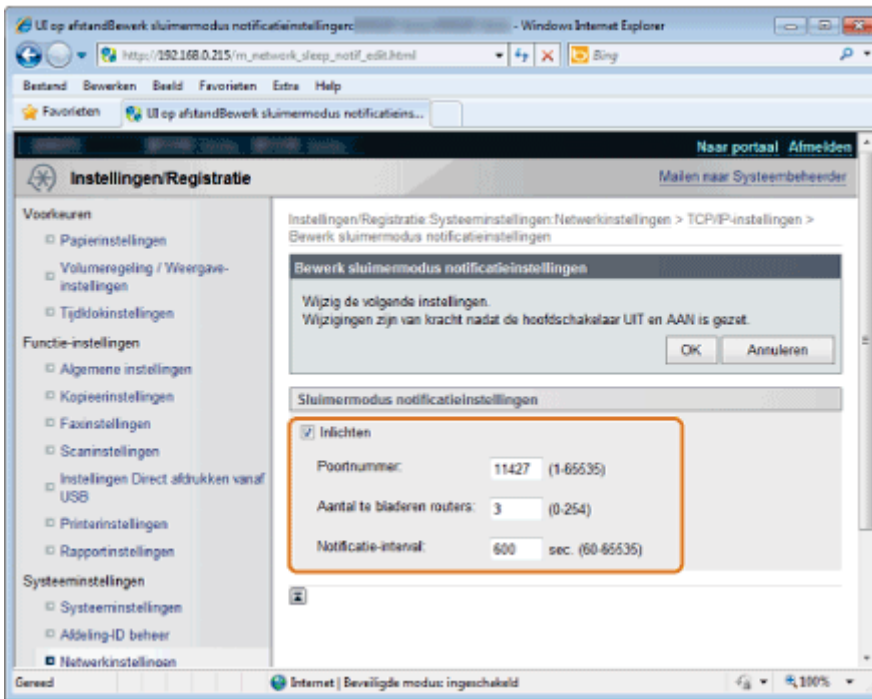 UI op afstandBewerk sluimermodus notificatieinstellingen: - Windows Internet Explorer
http://192.168.0.215/m_network_sleep_notif_edit.html
Bing
Bestand Bewerken Beeld Favorieten Extra Help
Favorieten
UI op afstandBewerk sluimermodus notificatieins...
Naar portaal Afmelden
Instellingen/Registratie
Mailen naar Systeembeheerder
Voorkeuren
Papierinstellingen
Volumeregeling / Weergave-
instellingen
Tijdklokinstellingen
Functie-instellingen
Algemene instellingen
Kopieerinstellingen
Faxinstellingen
Scaninstellingen
Instellingen Direct afdrukken vanaf
USB
Printerinstellingen
Rapportinstellingen
Systeeminstellingen
Systeeminstellingen
Afdeling-ID beheer
Netwerkinstellingen
Instellingen/Registratie:Systeeminstellingen:Netwerkinstellingen > TCP/IP-instellingen >
Bewerk sluimermodus notificatieinstellingen
Bewerk sluimermodus notificatieinstellingen
Wijzig de volgende instellingen.
Wijzigingen zijn van kracht nadat de hoofdschakelaar UIT en AAN is gezet.
OK Annuleren
Sluimermodus notificatieinstellingen
Inlichten
Poortnummer: 11427 (1-65535)
Aantal te bladeren routers: 3 (0-254)
Notificatie-interval: 600 sec. (60-65535)
Gereed
Internet | Beveiligde modus: ingeschakeld
100%